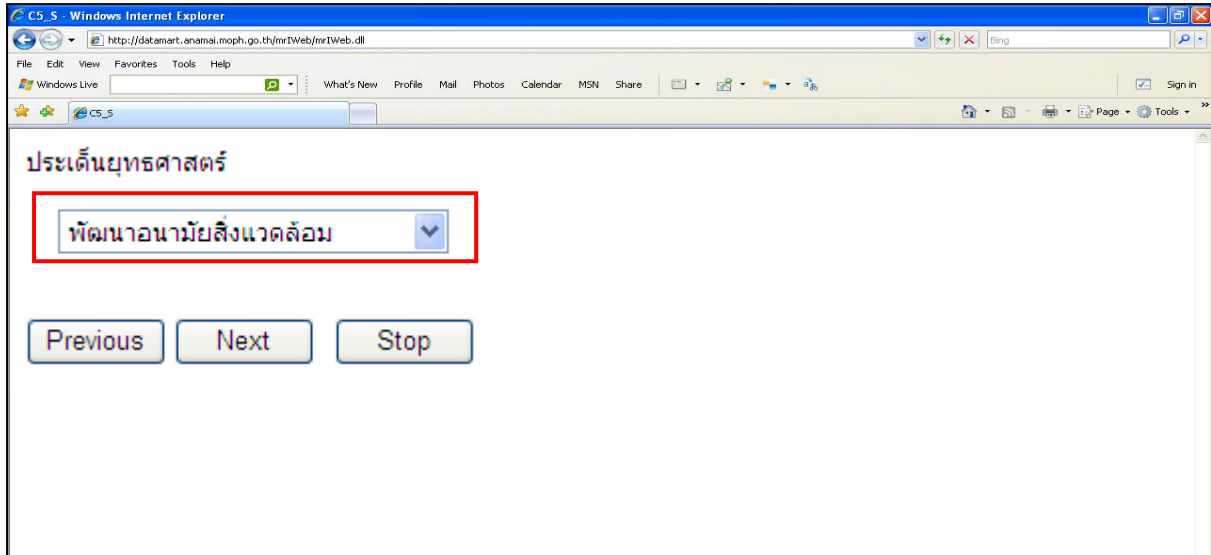 C5_S - Windows Internet Explorer
http://datamart.anamai.moph.go.th/mrIWeb/mrIWeb.dll Bing
File Edit View Favorites Tools Help
Windows Live What's New Profile Mail Photos Calendar MSN Share Sign in
C5_S Page Tools »
ประเด็นยุทธศาสตร์
พัฒนาอนามัยสิ่งแวดล้อม
Previous Next Stop